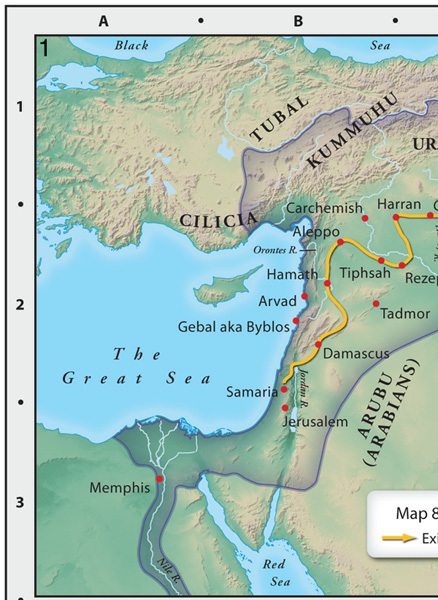 A
B
1
Black
Sea
1
TUBAL
KUMMUHU
UR
CILICIA
Carchemish
Harran
Aleppo
Orontes R.
Hamath
Tiphsah
Rezep
2
Arvad
Tadmor
Gebal aka Byblos
The
Great Sea
Damascus
Samaria
Jordan R.
ARUBU
(ARABIANS)
Jerusalem
Memphis
3
Map 8
Exi
Nile R.
Red
Sea